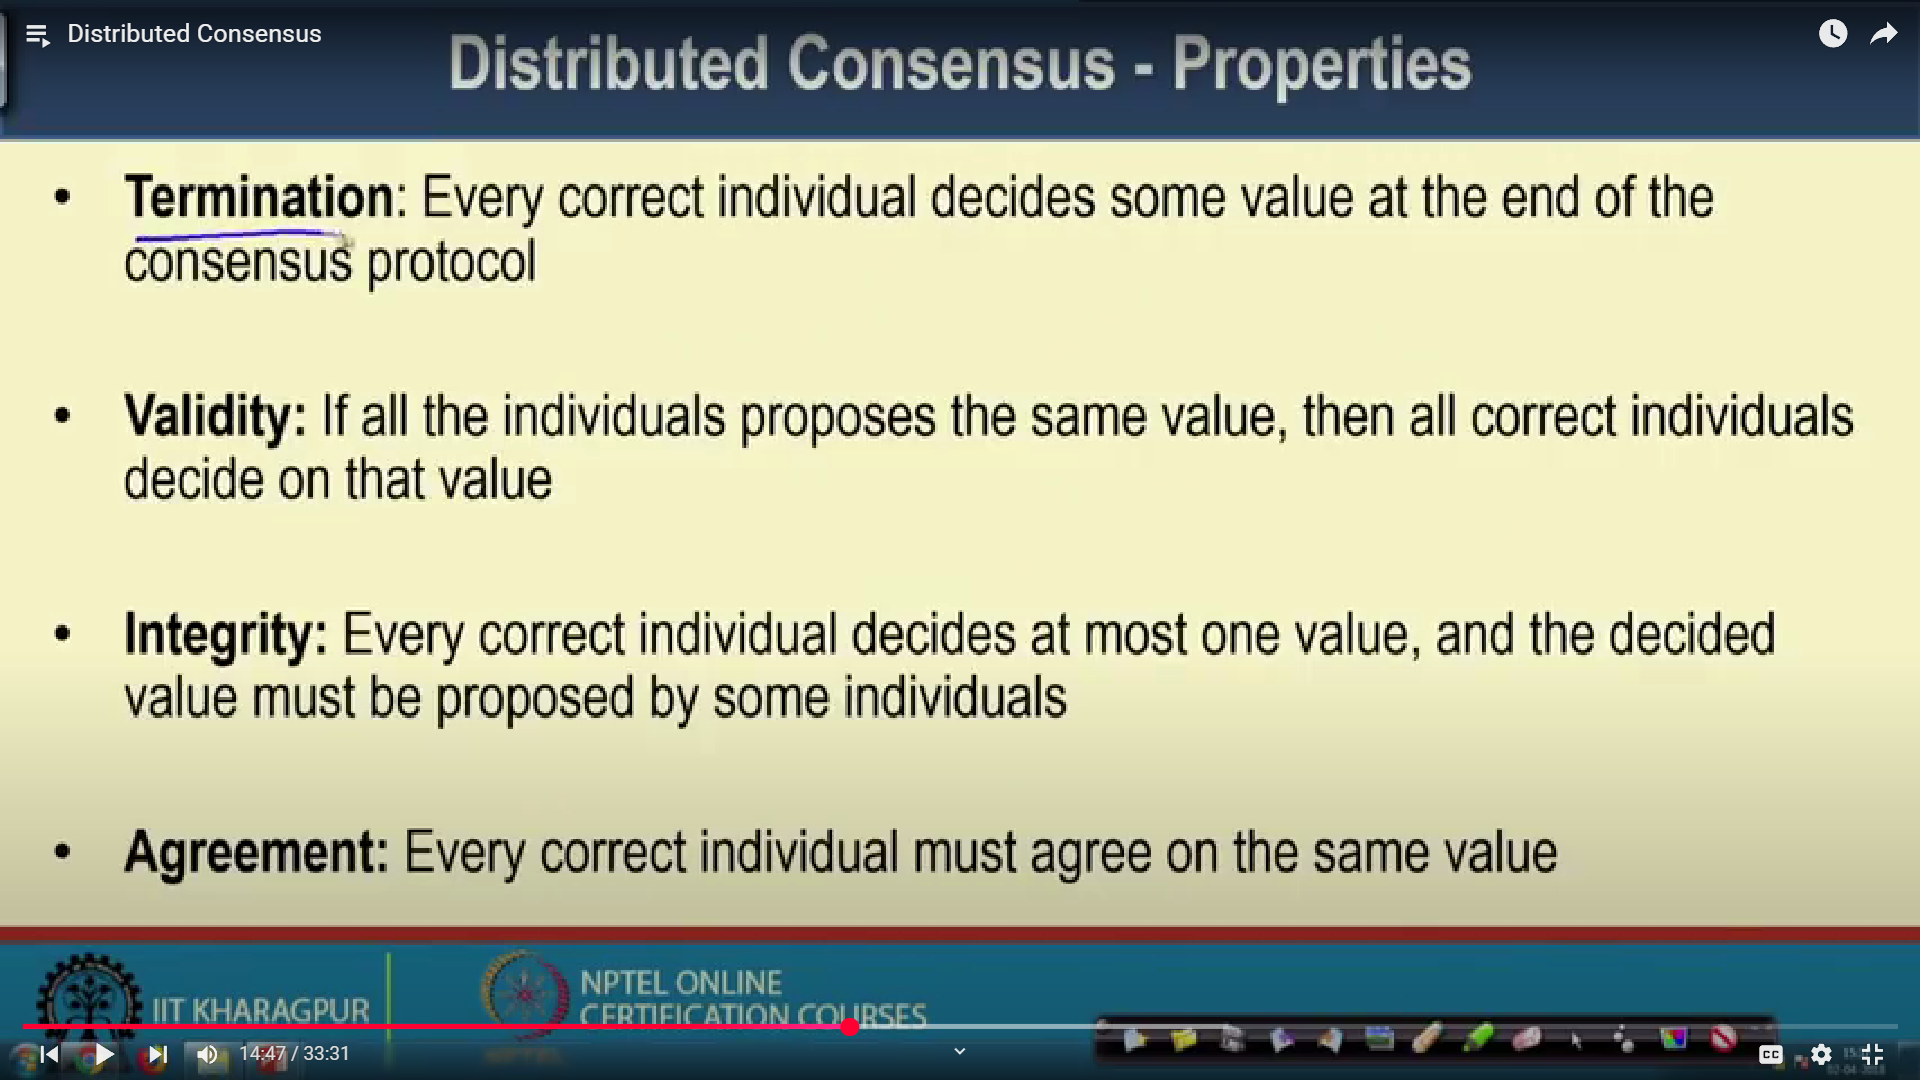 Distributed Consensus
Distributed Consensus - Properties
• Termination: Every correct individual decides some value at the end of the
consensus protocol
• Validity: If all the individuals proposes the same value, then all correct individuals
decide on that value
• Integrity: Every correct individual decides at most one value, and the decided
value must be proposed by some individuals
• Agreement: Every correct individual must agree on the same value
IIT KHARAGPUR
NPTEL ONLINE
CERTIFICATION COURSES
14:47 / 33:31
CC